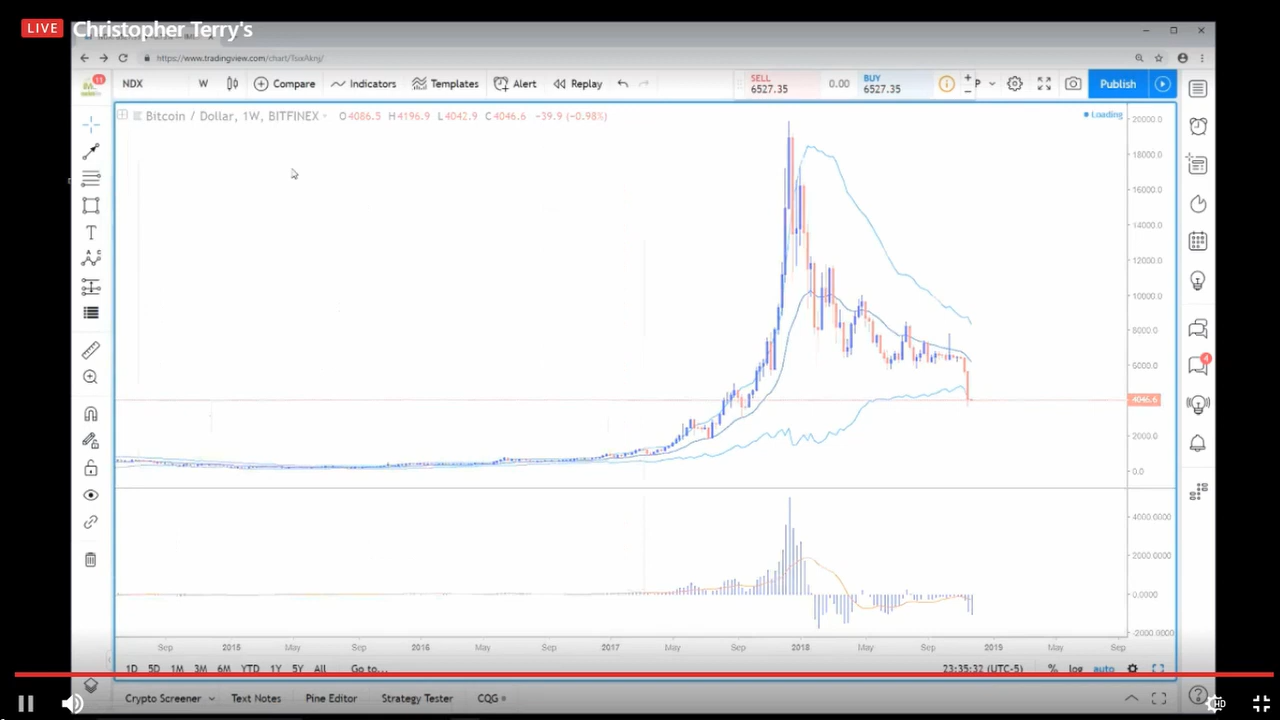 LIVE Christopher Terry's
https://www.tradingview.com/chart/TsixAknj/
NDX W Compare Indicators Templates Alert Replay SELL 6527.35 0.00 BUY 6527.35 P Publish
11
Bitcoin / Dollar, 1W, BITFINEX O4086.5 H4196.9 L4042.9 C4046.6 −39.9 (−0.98%)
Loading
20000.0
18000.0
16000.0
14000.0
12000.0
10000.0
8000.0
6000.0
4046.6
2000.0
0.0
4
4000.0000
2000.0000
0.0000
-2000.0000
Sep 2015 May Sep 2016 May Sep 2017 May Sep 2018 May Sep 2019 May Sep
1D 5D 1M 3M 6M YTD 1Y 5Y All Go to... 23:35:32 (UTC-5) % log auto
Crypto Screener Text Notes Pine Editor Strategy Tester CQG
HD